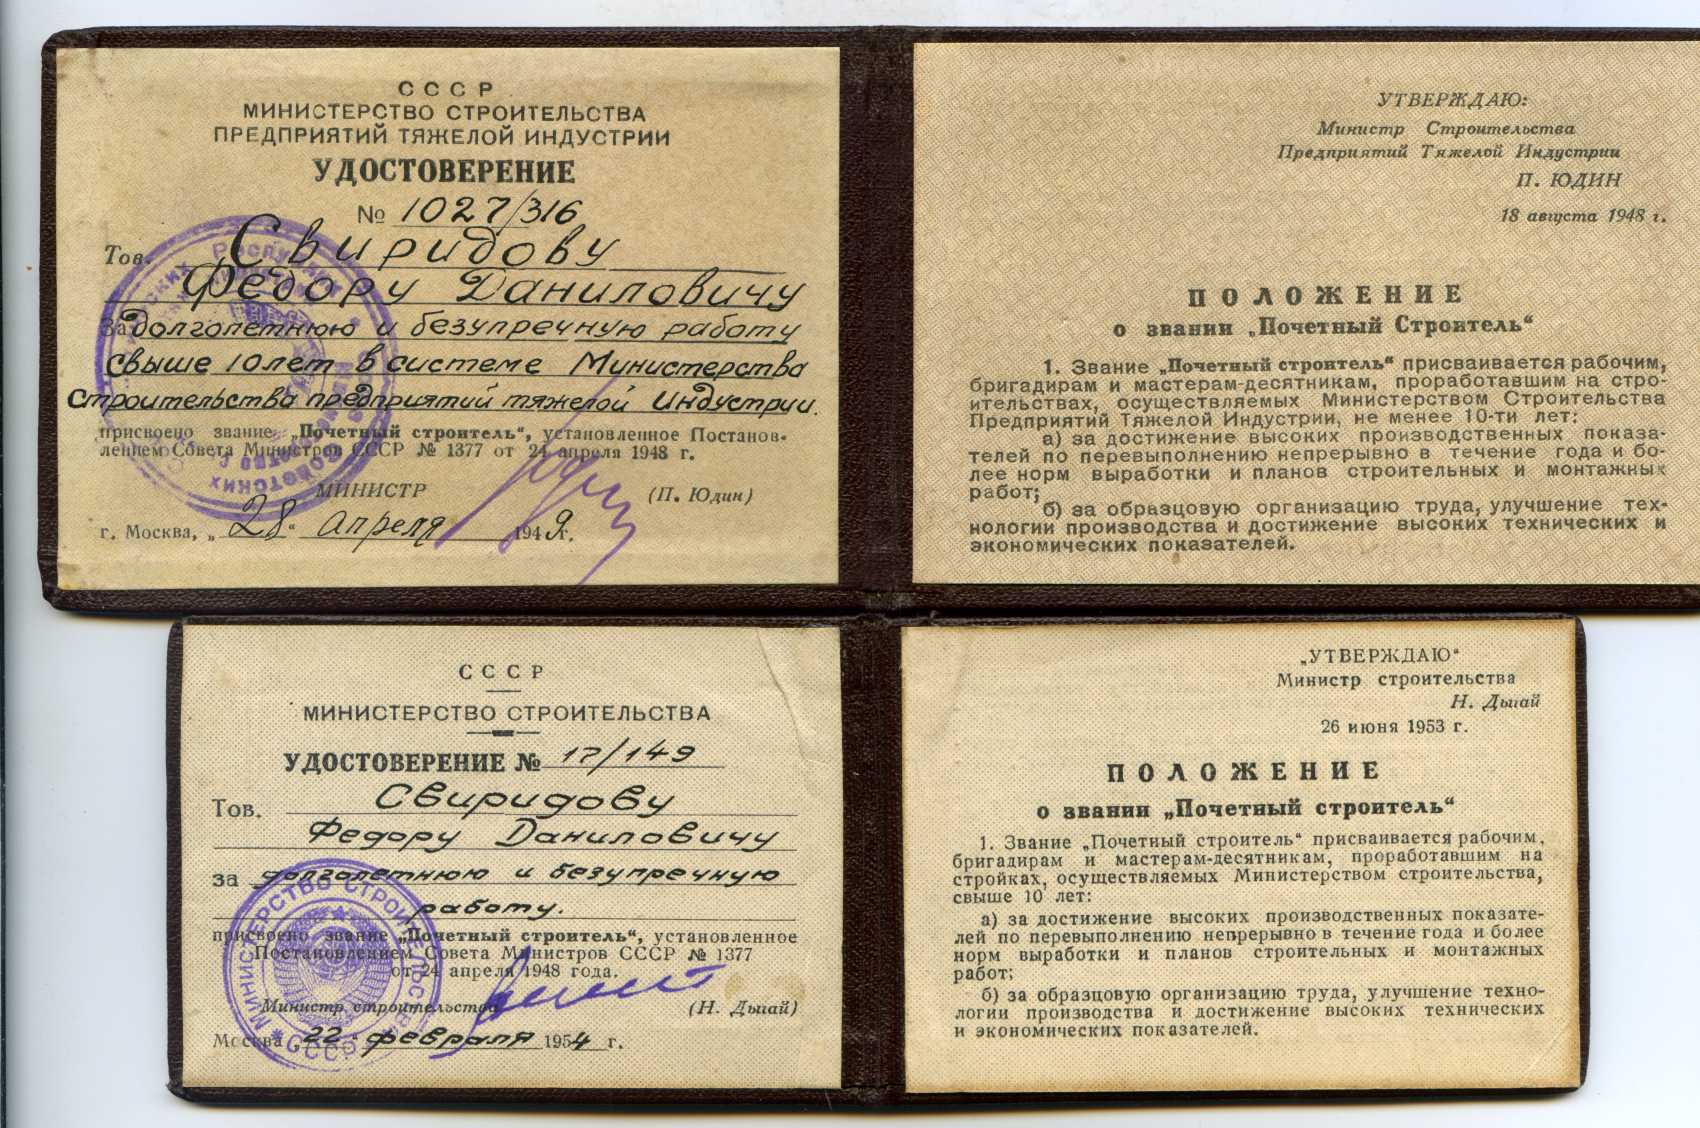 СССР
МИНИСТЕРСТВО СТРОИТЕЛЬСТВА
ПРЕДПРИЯТИЙ ТЯЖЕЛОЙ ИНДУСТРИИ
УДОСТОВЕРЕНИЕ
№ 1027/316
Тов. Свиридову
Федору Даниловичу
За долголетнюю и безупречную работу
свыше 10 лет в системе Министерства
Строительства предприятий тяжелой Индустрии.
присвоено звание „Почетный строитель“, установленное Постанов-
лением Совета Министров СССР № 1377 от 24 апреля 1948 г.
МИНИСТР (П. Юдин)
г. Москва, „28“ апреля 1949 г.
УТВЕРЖДАЮ:
Министр Строительства
Предприятий Тяжелой Индустрии
П. ЮДИН
18 августа 1948 г.
ПОЛОЖЕНИЕ
о звании „Почетный Строитель“
1. Звание „Почетный строитель“ присваивается рабочим,
бригадирам и мастерам-десятникам, проработавшим на стро-
ительствах, осуществляемых Министерством Строительства
Предприятий Тяжелой Индустрии, не менее 10-ти лет:
а) за достижение высоких производственных показа-
телей по перевыполнению непрерывно в течение года и бо-
лее норм выработки и планов строительных и монтажных
работ;
б) за образцовую организацию труда, улучшение тех-
нологии производства и достижение высоких технических и
экономических показателей.
СССР
МИНИСТЕРСТВО СТРОИТЕЛЬСТВА
УДОСТОВЕРЕНИЕ № 17/149
Тов. Свиридову
Федору Даниловичу
за долголетнюю и безупречную
работу.
присвоено звание „Почетный строитель“, установленное
Постановлением Совета Министров СССР № 1377
от 24 апреля 1948 года.
Министр строительства (Н. Дыгай)
Москва „22“ февраля 1954 г.
МИНИСТЕРСТВО СТРОИТЕЛЬСТВА
СССР
„УТВЕРЖДАЮ“
Министр строительства
Н. Дыгай
26 июня 1953 г.
ПОЛОЖЕНИЕ
о звании „Почетный строитель“
1. Звание „Почетный строитель“ присваивается рабочим,
бригадирам и мастерам-десятникам, проработавшим на
стройках, осуществляемых Министерством строительства,
свыше 10 лет:
а) за достижение высоких производственных показате-
лей по перевыполнению непрерывно в течение года и более
норм выработки и планов строительных и монтажных
работ;
б) за образцовую организацию труда, улучшение техно-
логии производства и достижение высоких технических
и экономических показателей.